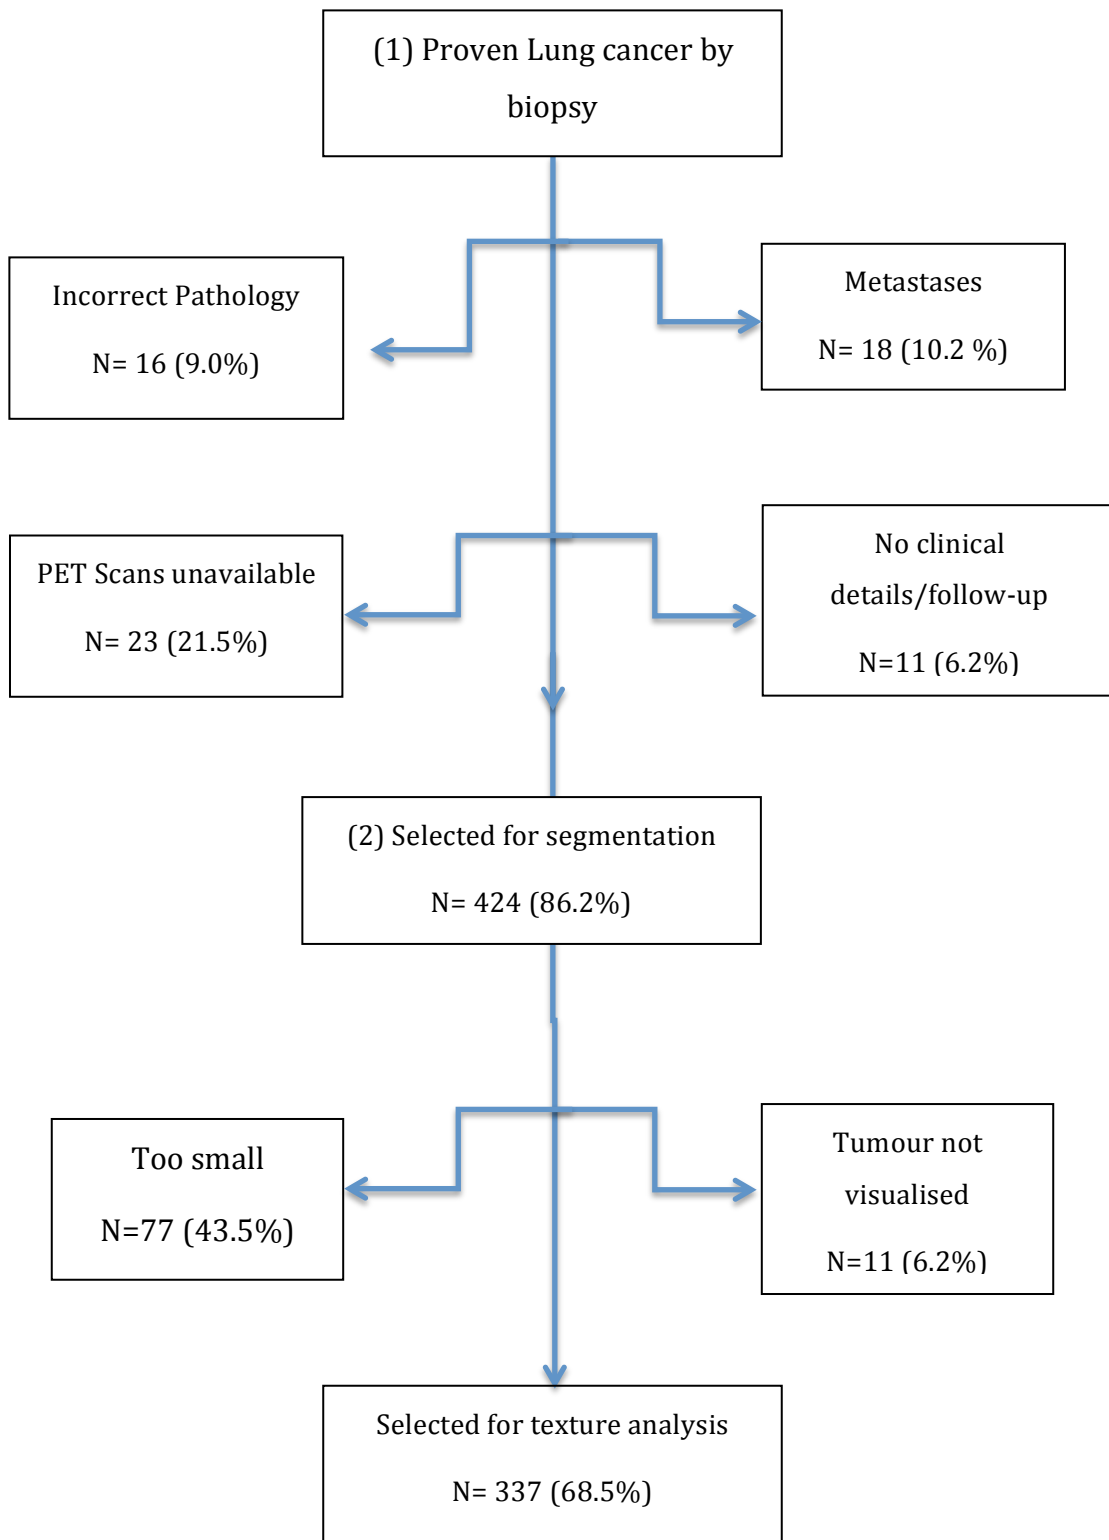 (1) Proven Lung cancer by
biopsy
Incorrect Pathology
N= 16 (9.0%)
Metastases
N= 18 (10.2 %)
PET Scans unavailable
N= 23 (21.5%)
No clinical
details/follow-up
N=11 (6.2%)
(2) Selected for segmentation
N= 424 (86.2%)
Too small
N=77 (43.5%)
Tumour not
visualised
N=11 (6.2%)
Selected for texture analysis
N= 337 (68.5%)